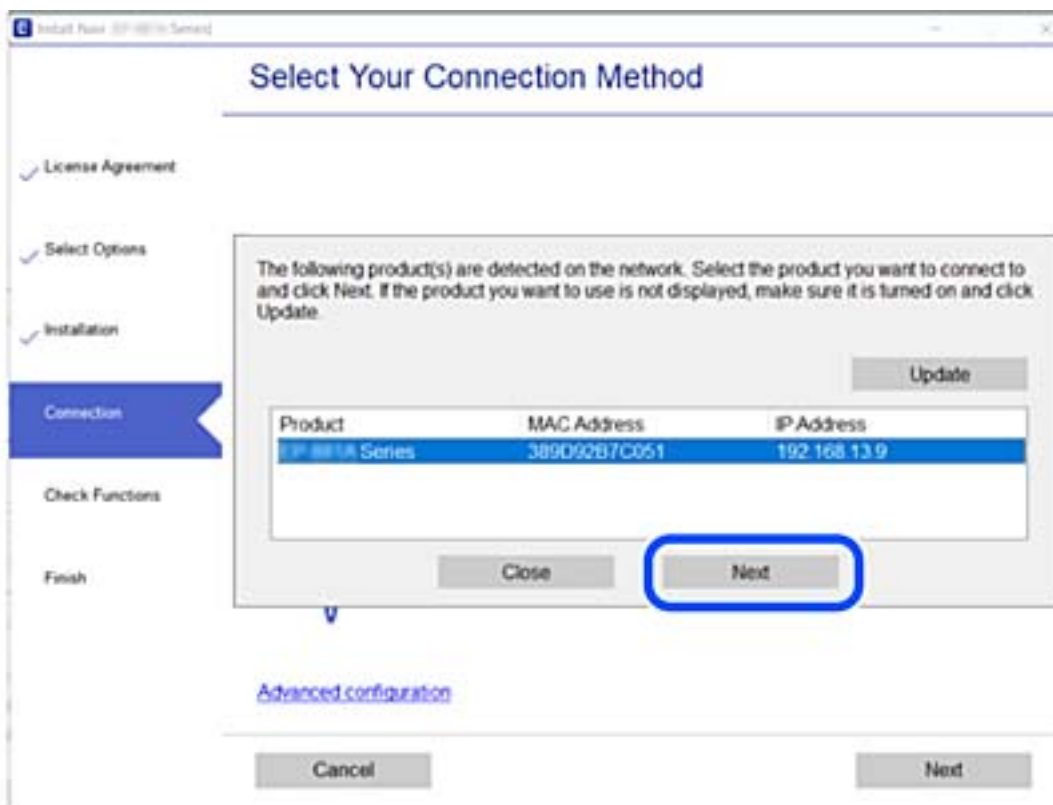 Install Navi
Series]
Select Your Connection Method
License Agreement
Select Options
Installation
Connection
Check Functions
Finish
The following product(s) are detected on the network. Select the product you want to connect to
and click Next. If the product you want to use is not displayed, make sure it is turned on and click
Update.
Update
Product MAC Address IP Address
Series 389D92B7C051 192.168.13.9
Close Next
Advanced configuration
Cancel Next